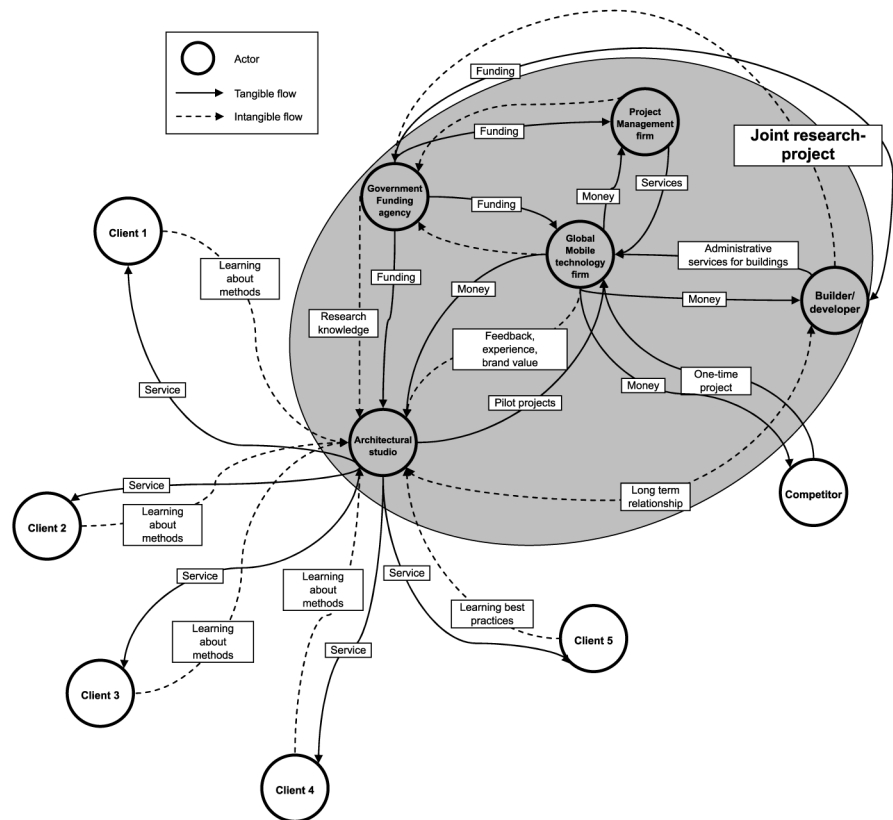 Actor
Tangible flow
Intangible flow
Funding
Project
Management
firm
Joint research-
project
Funding
Government
Funding
agency
Funding
Money
Services
Client 1
Global
Mobile
technology
firm
Administrative
services for buildings
Learning
about
methods
Funding
Money
Money
Builder/
developer
Research
knowledge
Feedback,
experience,
brand value
Money
One-time
project
Service
Pilot projects
Architectural
studio
Service
Long term
relationship
Competitor
Client 2
Learning
about
methods
Service
Learning
about
methods
Service
Learning best
practices
Client 5
Learning
about
methods
Service
Client 3
Client 4